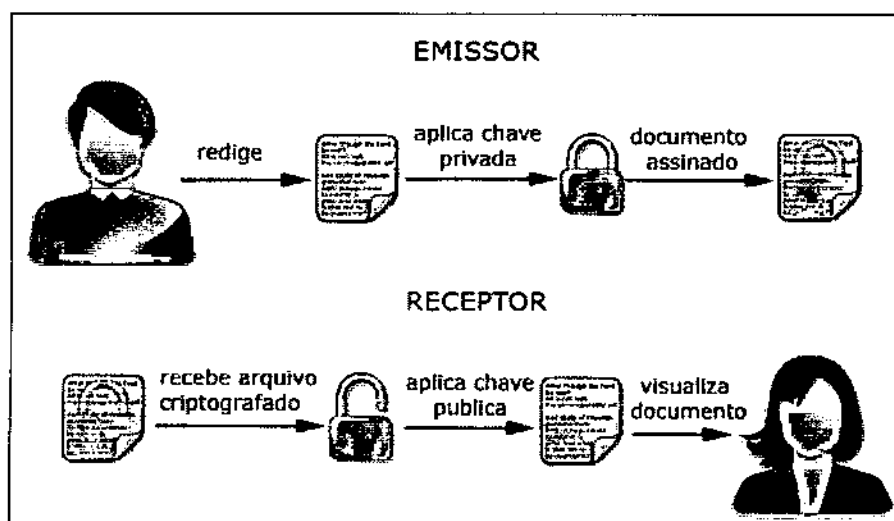 EMISSOR
redige
aplica chave
privada
documento
assinado
RECEPTOR
recebe arquivo
criptografado
aplica chave
publica
visualiza
documento